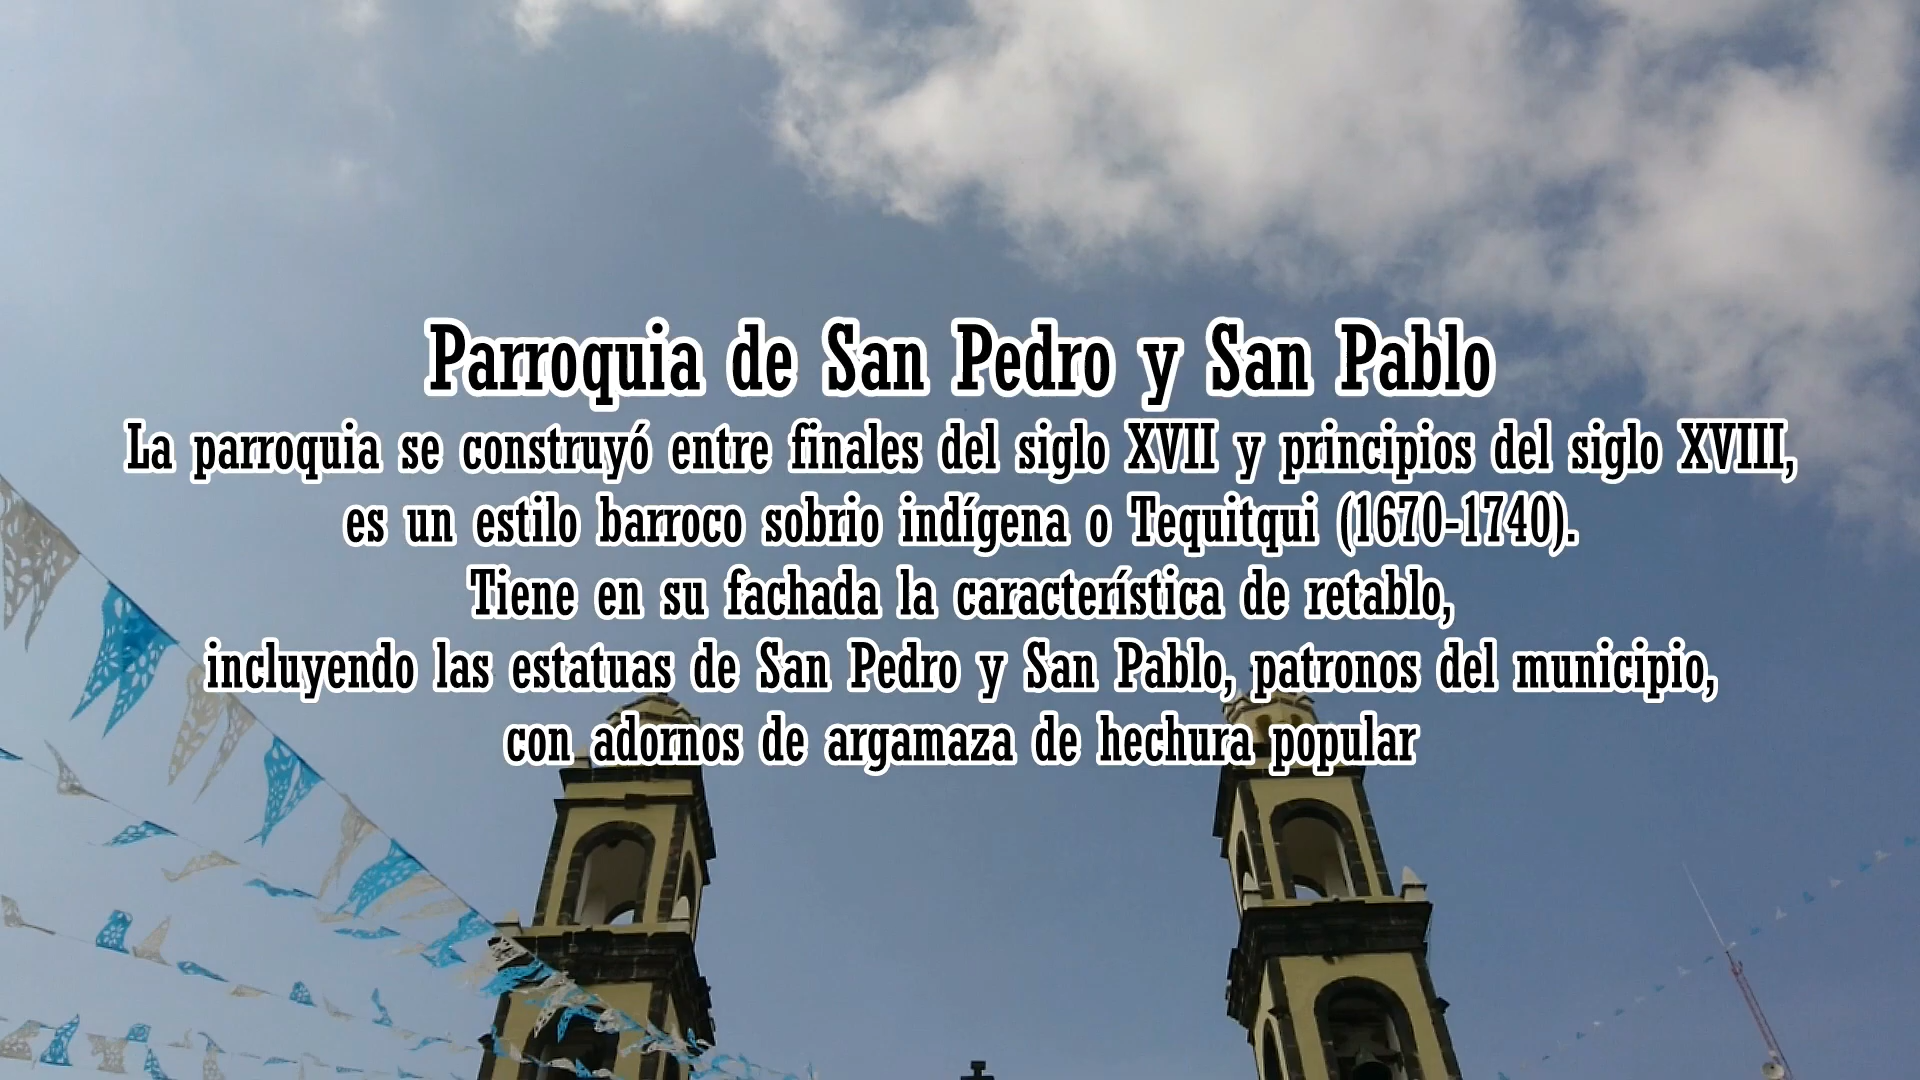 Parroquia de San Pedro y San Pablo
La parroquia se construyó entre finales del siglo XVII y principios del siglo XVIII,
es un estilo barroco sobrio indígena o Tequitqui (1670-1740).
Tiene en su fachada la característica de retablo,
incluyendo las estatuas de San Pedro y San Pablo, patronos del municipio,
con adornos de argamaza de hechura popular